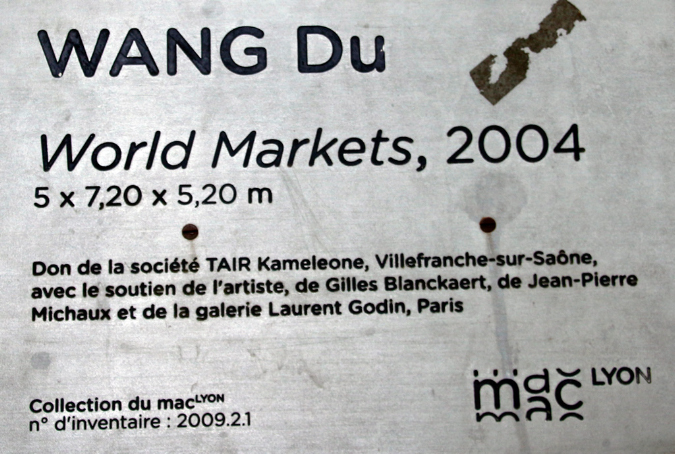 WANG Du
World Markets, 2004
5 x 7,20 x 5,20 m
Don de la société TAIR Kameleone, Villefranche-sur-Saône,
avec le soutien de l'artiste, de Gilles Blanckaert, de Jean-Pierre
Michaux et de la galerie Laurent Godin, Paris
Collection du macLYON
n° d'inventaire : 2009.2.1
mac LYON